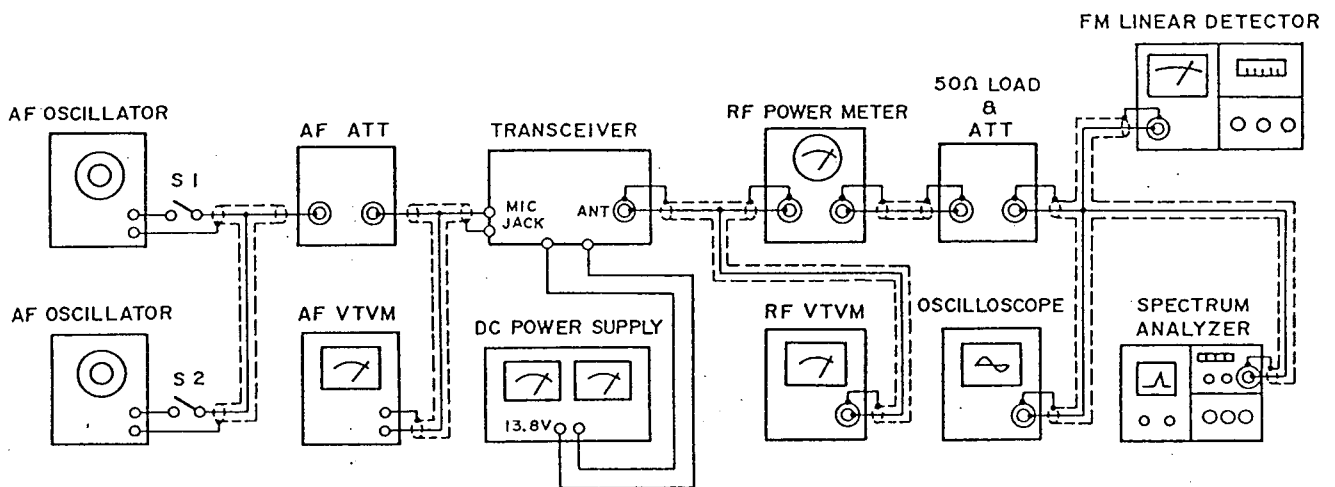 FM LINEAR DETECTOR
AF OSCILLATOR
S1
AF ATT
TRANSCEIVER
MIC
JACK
ANT
RF POWER METER
50Ω LOAD
&
ATT
AF OSCILLATOR
S2
AF VTVM
DC POWER SUPPLY
13.8V
RF VTVM
OSCILLOSCOPE
SPECTRUM
ANALYZER